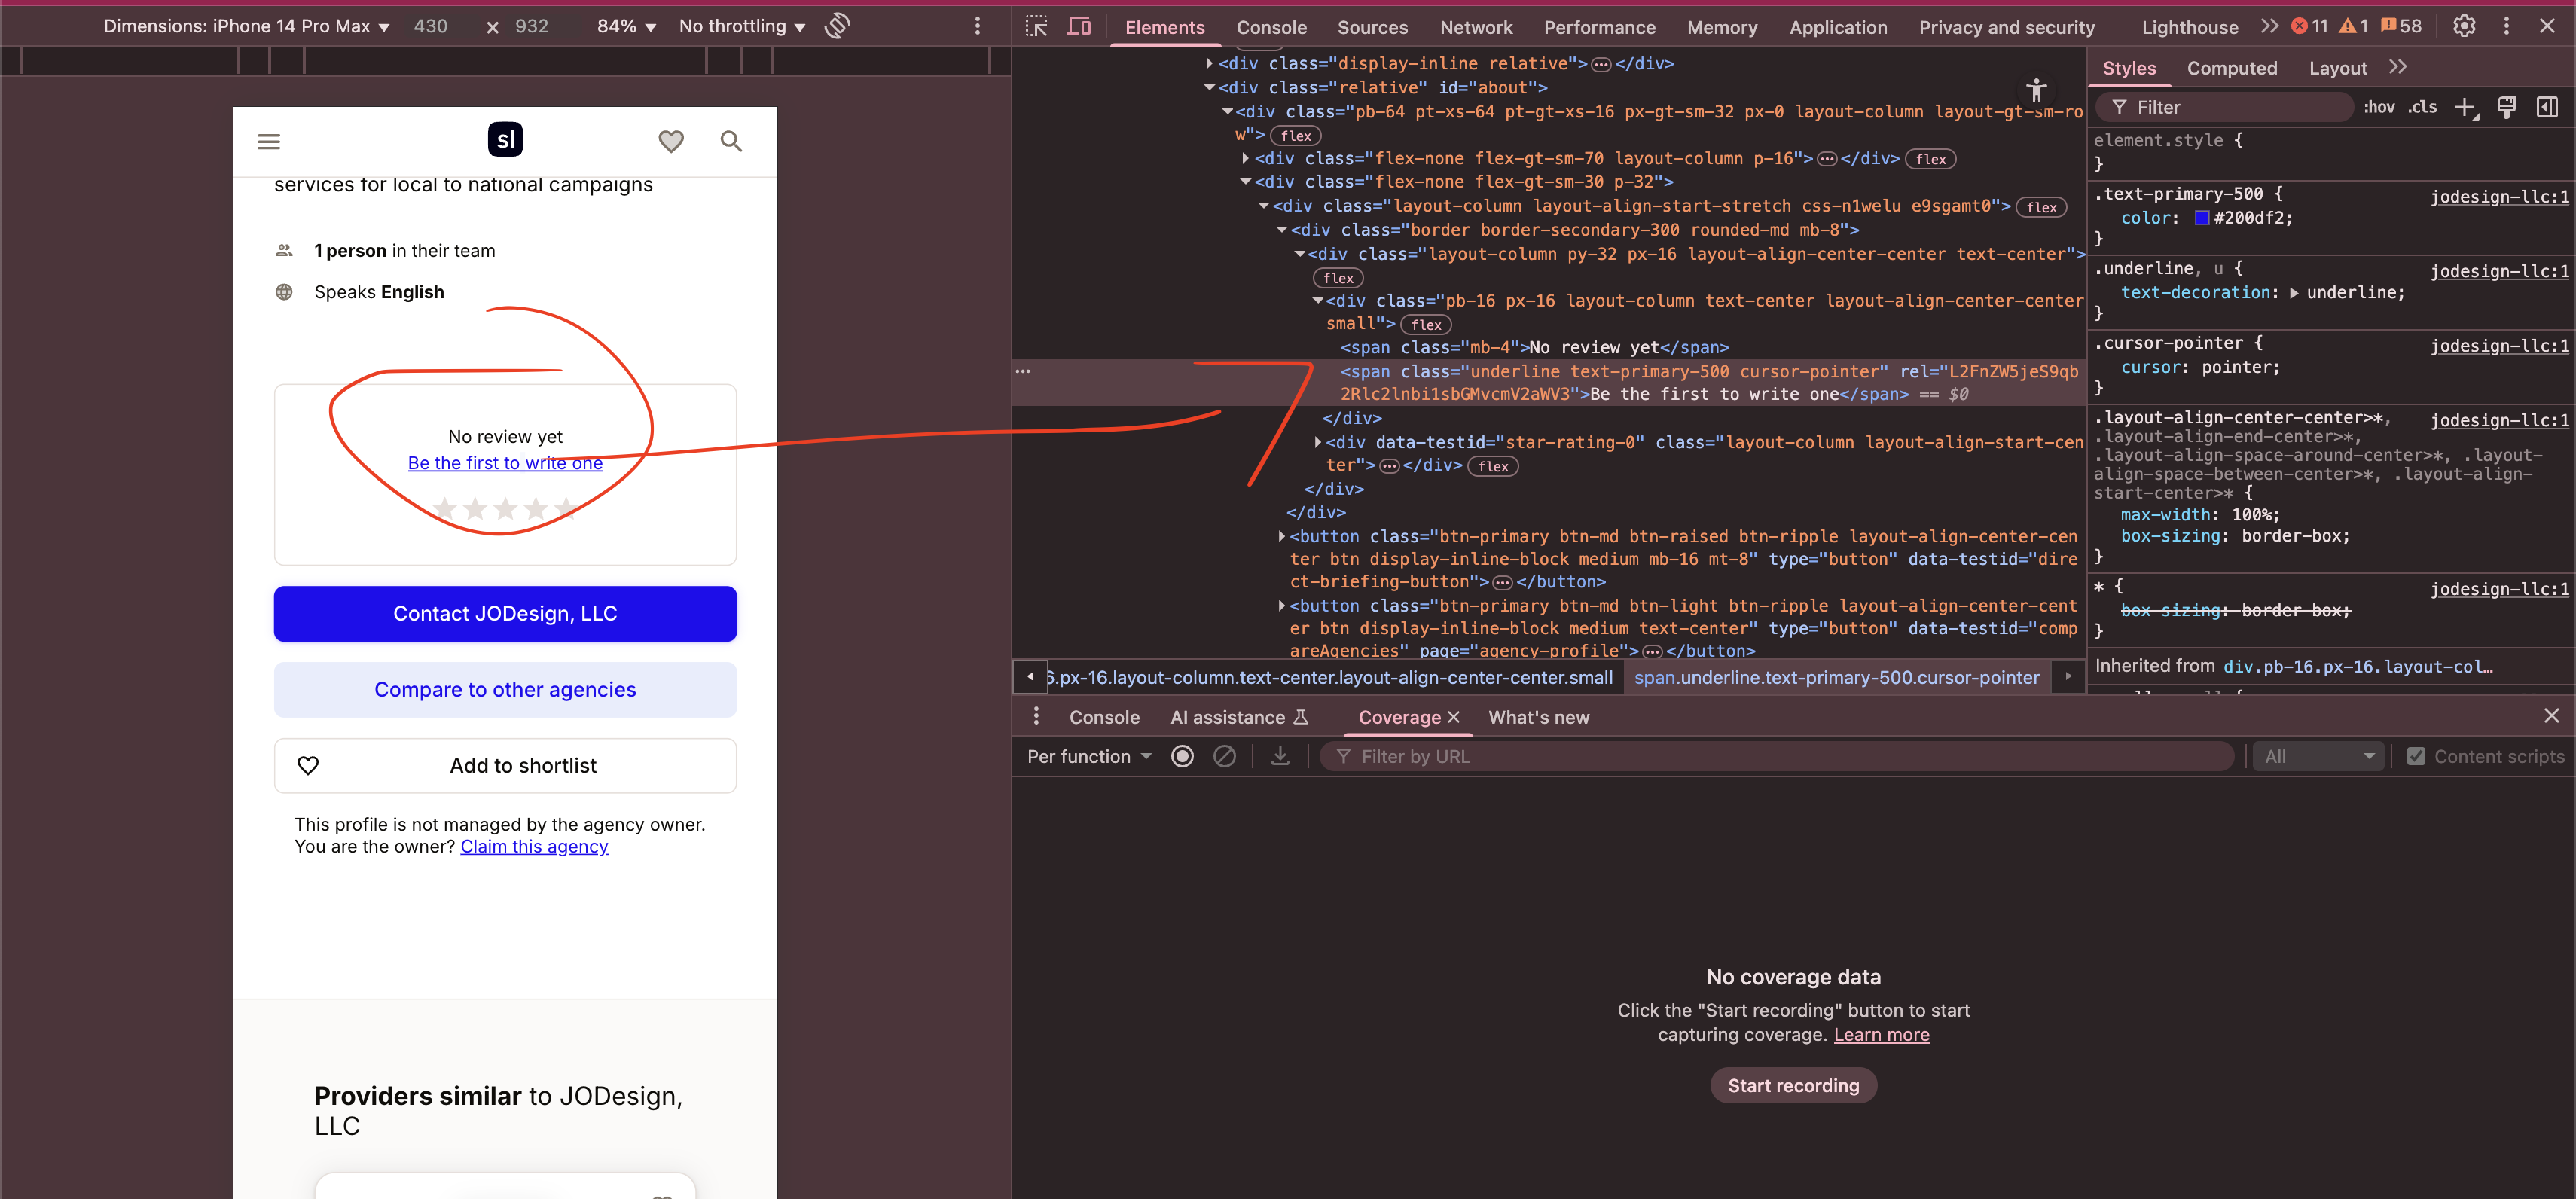 Dimensions: iPhone 14 Pro Max ▼ 430 × 932 84% ▼ No throttling ▼
sl
services for local to national campaigns
1 person in their team
Speaks English
No review yet
Be the first to write one
Contact JODesign, LLC
Compare to other agencies
Add to shortlist
This profile is not managed by the agency owner.
You are the owner? Claim this agency
Providers similar to JODesign,
LLC
Elements Console Sources Network Performance Memory Application Privacy and security Lighthouse 11 1 58
<div class="display-inline relative">…</div>
<div class="relative" id="about">
<div class="pb-64 pt-xs-64 pt-gt-xs-16 px-gt-sm-32 px-0 layout-column layout-gt-sm-ro
w"> flex
<div class="flex-none flex-gt-sm-70 layout-column p-16">…</div> flex
<div class="flex-none flex-gt-sm-30 p-32">
<div class="layout-column layout-align-start-stretch css-n1welu e9sgamt0"> flex
<div class="border border-secondary-300 rounded-md mb-8">
<div class="layout-column py-32 px-16 layout-align-center-center text-center">
flex
<div class="pb-16 px-16 layout-column text-center layout-align-center-center
small"> flex
<span class="mb-4">No review yet</span>
<span class="underline text-primary-500 cursor-pointer" rel="L2FnZW5jeS9qb
2Rlc2lnbi1sbGMvcmV2aWV3">Be the first to write one</span> == $0
</div>
<div data-testid="star-rating-0" class="layout-column layout-align-start-cen
ter">…</div> flex
</div>
</div>
<button class="btn-primary btn-md btn-raised btn-ripple layout-align-center-cen
ter btn display-inline-block medium mb-16 mt-8" type="button" data-testid="dire
ct-briefing-button">…</button>
<button class="btn-primary btn-md btn-light btn-ripple layout-align-center-cent
er btn display-inline-block medium text-center" type="button" data-testid="comp
areAgencies" page="agency-profile">…</button>
.px-16.layout-column.text-center.layout-align-center-center.small span.underline.text-primary-500.cursor-pointer
Styles Computed Layout
Filter :hov .cls
element.style {
}
.text-primary-500 { jodesign-llc:1
color: #200df2;
}
.underline, u { jodesign-llc:1
text-decoration: ▶ underline;
}
.cursor-pointer { jodesign-llc:1
cursor: pointer;
}
.layout-align-center-center>*, jodesign-llc:1
.layout-align-end-center>*,
.layout-align-space-around-center>*, .layout-
align-space-between-center>*, .layout-align-
start-center>* {
max-width: 100%;
box-sizing: border-box;
}
* { jodesign-llc:1
box-sizing: border-box;
}
Inherited from div.pb-16.px-16.layout-col…
Console AI assistance Coverage × What's new
Per function Filter by URL All Content scripts
No coverage data
Click the "Start recording" button to start
capturing coverage. Learn more
Start recording